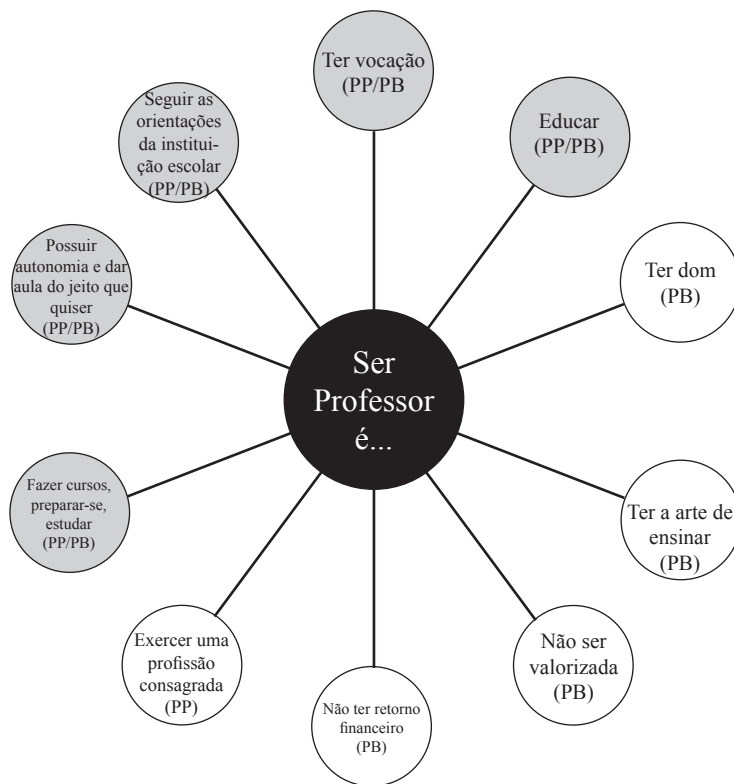 Ter vocação
(PP/PB
Educar
(PP/PB)
Ter dom
(PB)
Ter a arte de
ensinar
(PB)
Não ser
valorizada
(PB)
Não ter retorno
financeiro
(PB)
Exercer uma
profissão
consagrada
(PP)
Fazer cursos,
preparar-se,
estudar
(PP/PB)
Possuir
autonomia e dar
aula do jeito que
quiser
(PP/PB)
Seguir as
orientações
da institui-
ção escolar
(PP/PB)
Ser
Professor
é...